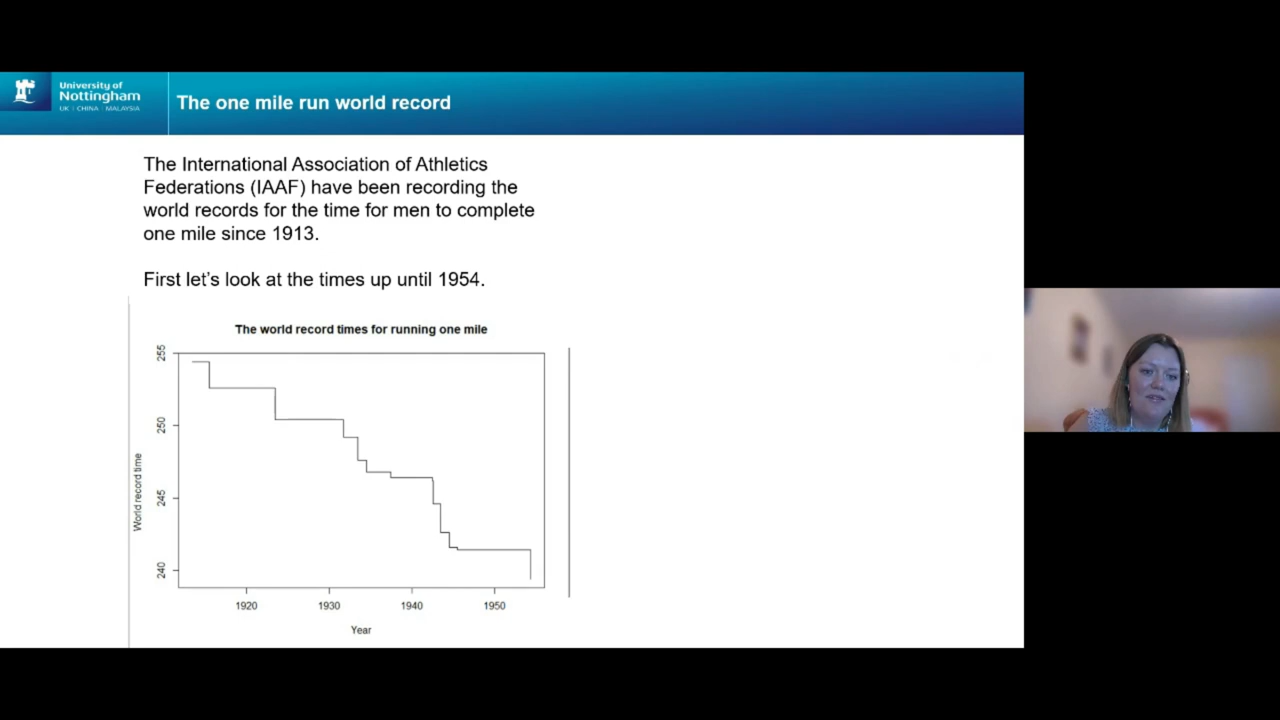 University of
Nottingham
UK | CHINA | MALAYSIA
The one mile run world record
The International Association of Athletics
Federations (IAAF) have been recording the
world records for the time for men to complete
one mile since 1913.
First let's look at the times up until 1954.
The world record times for running one mile
255
250
245
240
World record time
1920 1930 1940 1950
Year